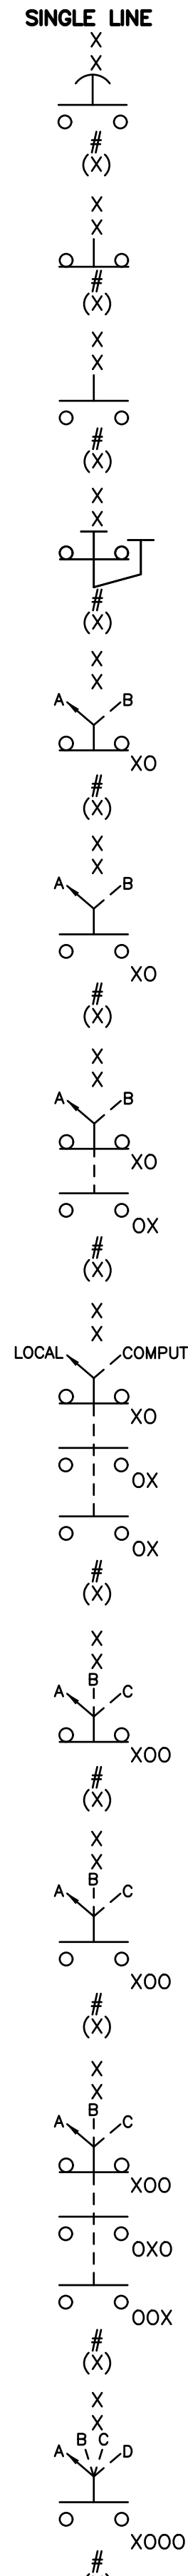 SINGLE LINE
X
X
#
(X)
X
X
#
(X)
X
X
#
(X)
X
X
#
(X)
X
X
A B
XO
#
(X)
X
X
A B
XO
#
(X)
X
X
A B
XO
OX
#
(X)
X
X
LOCAL COMPUT
XO
OX
OX
#
(X)
X
X
B
A C
XOO
#
(X)
X
X
B
A C
XOO
#
(X)
X
X
B
A C
XOO
OXO
OOX
#
(X)
X
X
B C
A D
XOOO
#